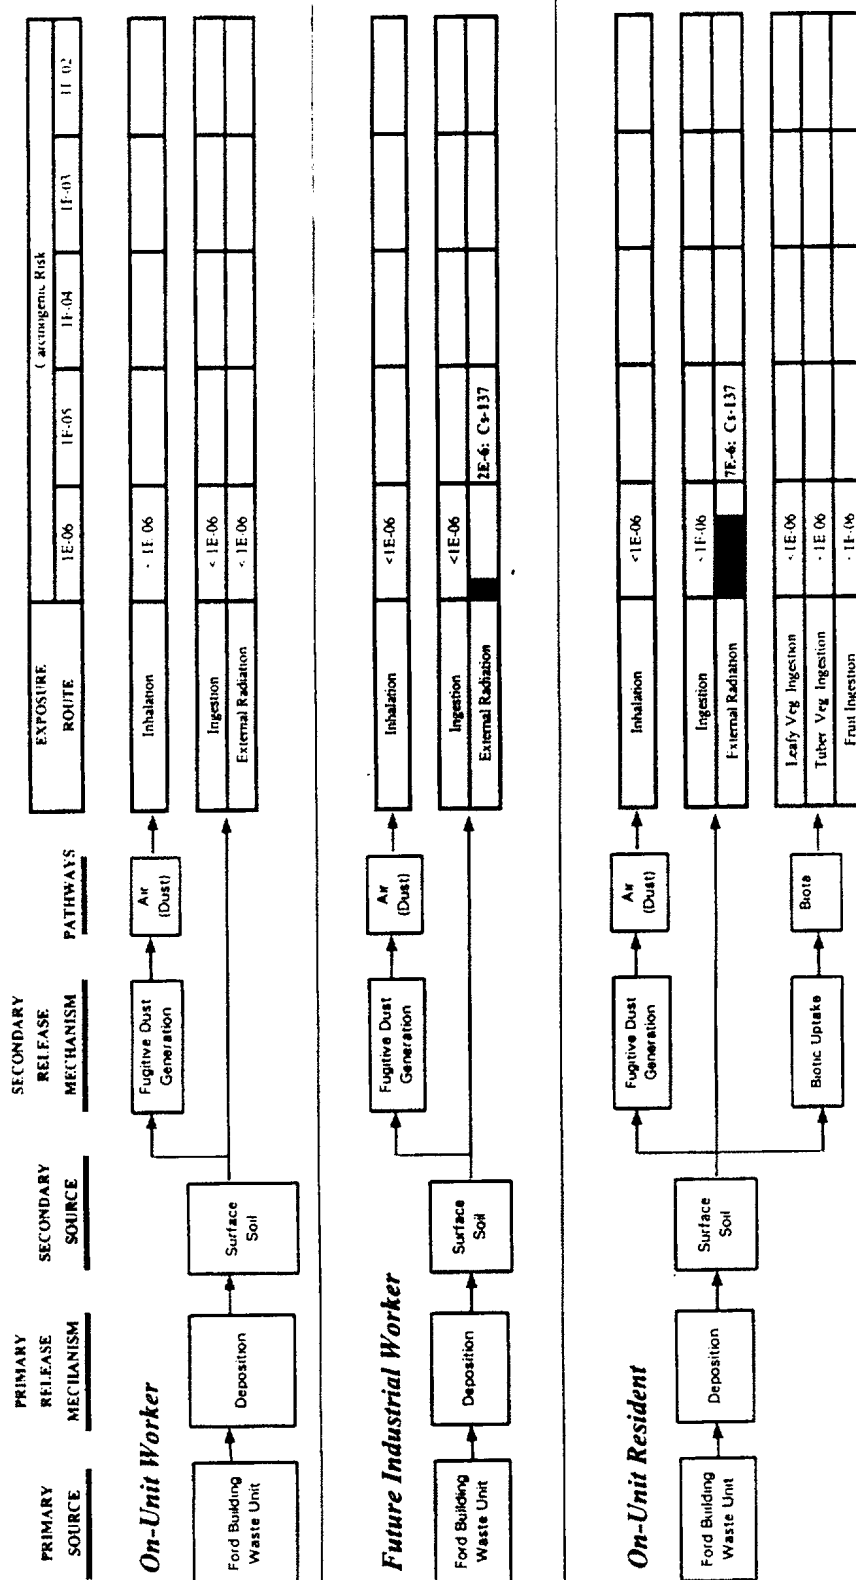 PRIMARY
SOURCE
PRIMARY
RELEASE
MECHANISM
SECONDARY
SOURCE
SECONDARY
RELEASE
MECHANISM
PATHWAYS
EXPOSURE
ROUTE
Carcinogenic Risk
1E-06
1E-05
1E-04
1E-03
1E-02
On-Unit Worker
Ford Building
Waste Unit
Deposition
Surface
Soil
Fugitive Dust
Generation
Air
(Dust)
Inhalation
< 1E-06
Ingestion
< 1E-06
External Radiation
< 1E-06
Future Industrial Worker
Ford Building
Waste Unit
Deposition
Surface
Soil
Fugitive Dust
Generation
Air
(Dust)
Inhalation
<1E-06
Ingestion
<1E-06
External Radiation
2E-6: Cs-137
On-Unit Resident
Ford Building
Waste Unit
Deposition
Surface
Soil
Fugitive Dust
Generation
Air
(Dust)
Biotic Uptake
Biota
Inhalation
<1E-06
Ingestion
<1E-06
External Radiation
7E-6: Cs-137
Leafy Veg Ingestion
<1E-06
Tuber Veg Ingestion
<1E-06
Fruit Ingestion
<1E-06